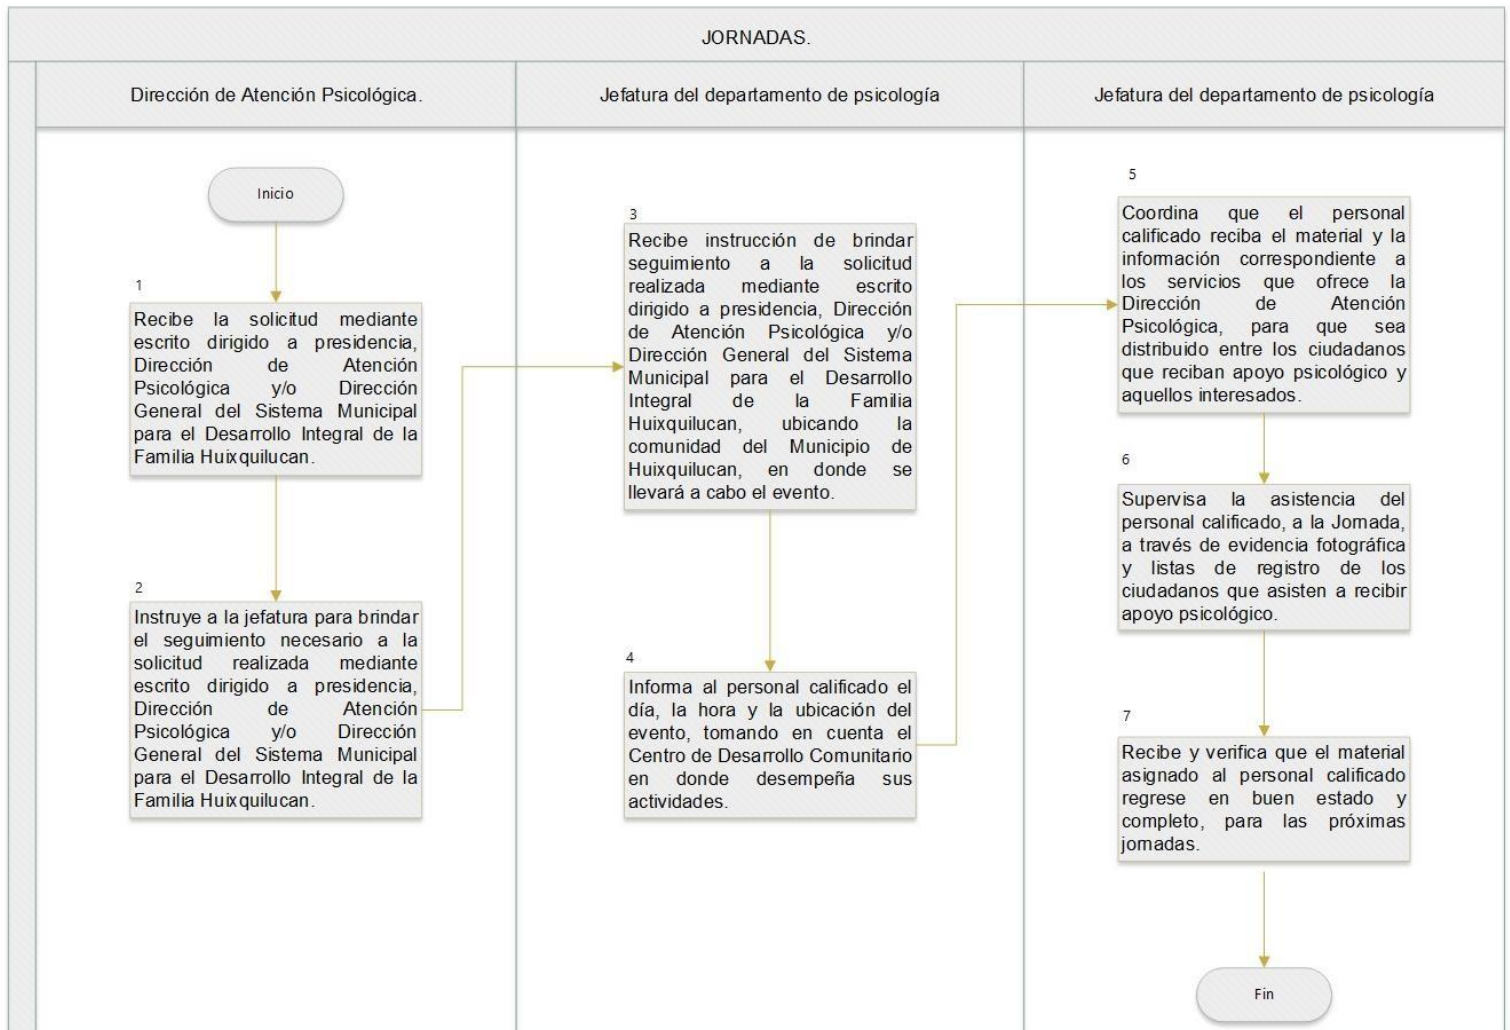 JORNADAS.
Dirección de Atención Psicológica.
Jefatura del departamento de psicología
Jefatura del departamento de psicología
Inicio
1
Recibe la solicitud mediante
escrito dirigido a presidencia,
Dirección de Atención
Psicológica y/o Dirección
General del Sistema Municipal
para el Desarrollo Integral de la
Familia Huixquilucan.
2
Instruye a la jefatura para brindar
el seguimiento necesario a la
solicitud realizada mediante
escrito dirigido a presidencia,
Dirección de Atención
Psicológica y/o Dirección
General del Sistema Municipal
para el Desarrollo Integral de la
Familia Huixquilucan.
3
Recibe instrucción de brindar
seguimiento a la solicitud
realizada mediante escrito
dirigido a presidencia, Dirección
de Atención Psicológica y/o
Dirección General del Sistema
Municipal para el Desarrollo
Integral de la Familia
Huixquilucan, ubicando la
comunidad del Municipio de
Huixquilucan, en donde se
llevará a cabo el evento.
4
Informa al personal calificado el
día, la hora y la ubicación del
evento, tomando en cuenta el
Centro de Desarrollo Comunitario
en donde desempeña sus
actividades.
5
Coordina que el personal
calificado reciba el material y la
información correspondiente a
los servicios que ofrece la
Dirección de Atención
Psicológica, para que sea
distribuido entre los ciudadanos
que reciban apoyo psicológico y
aquellos interesados.
6
Supervisa la asistencia del
personal calificado, a la Jornada,
a través de evidencia fotográfica
y listas de registro de los
ciudadanos que asisten a recibir
apoyo psicológico.
7
Recibe y verifica que el material
asignado al personal calificado
regrese en buen estado y
completo, para las próximas
jornadas.
Fin